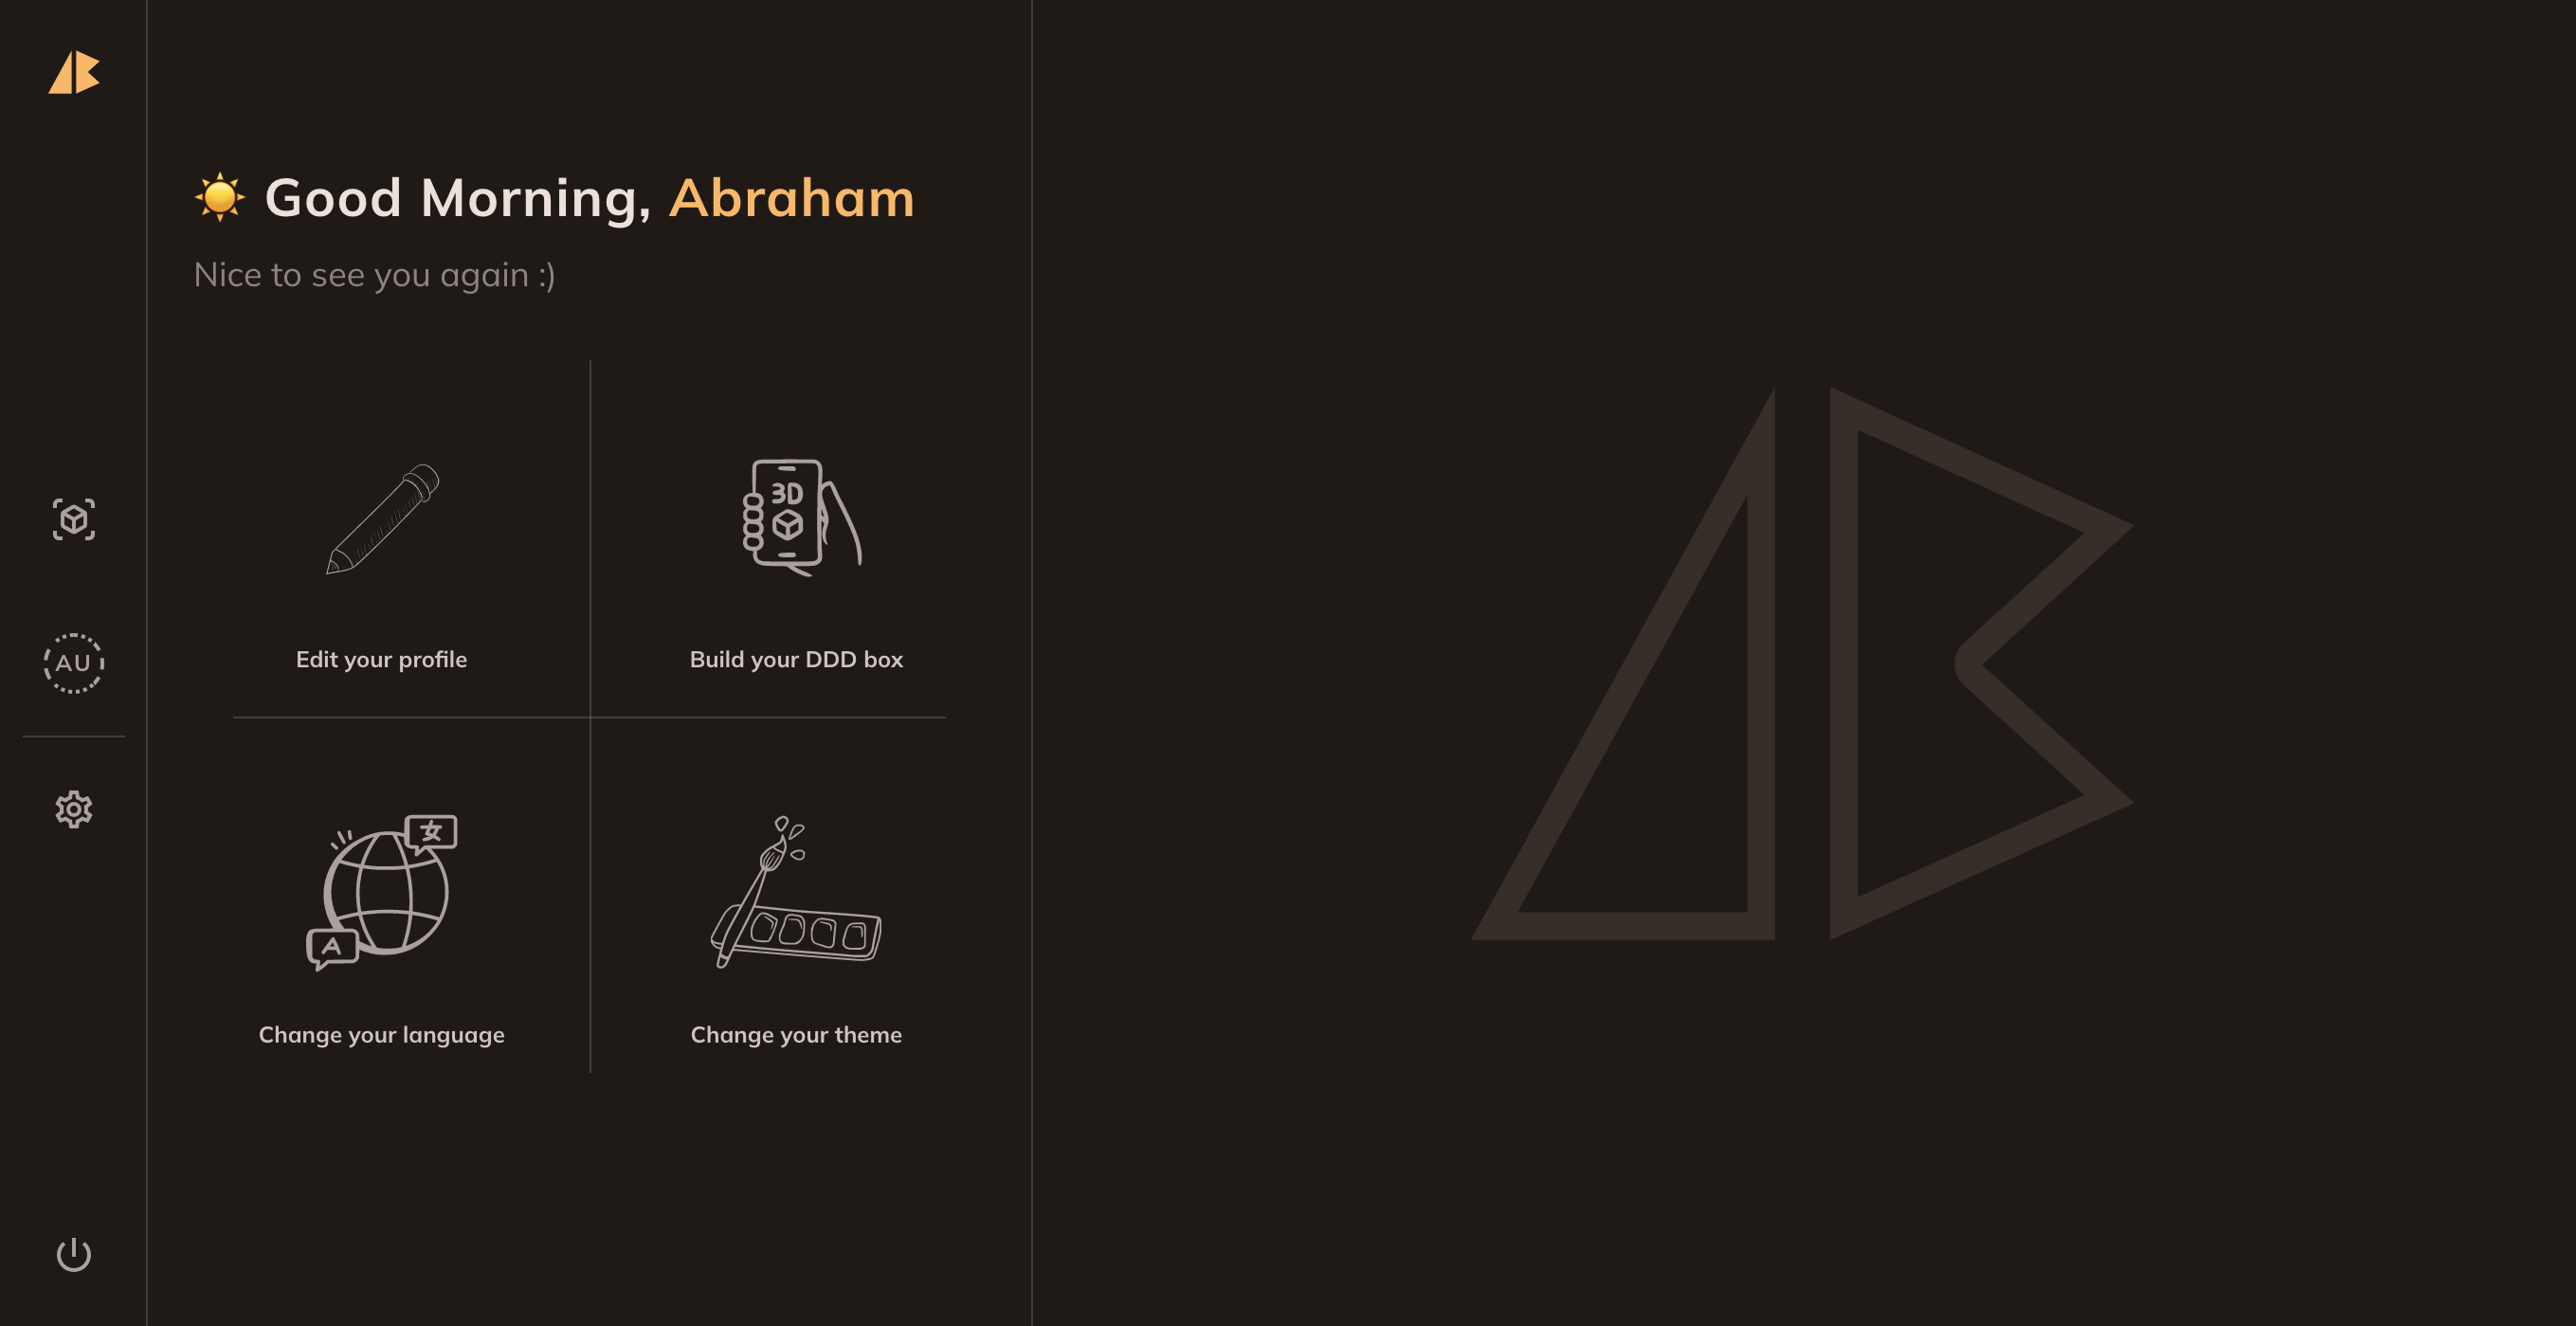 ☀️ Good Morning, Abraham
Nice to see you again :)
3D
Edit your profile
Build your DDD box
AU
女
A
Change your language
Change your theme